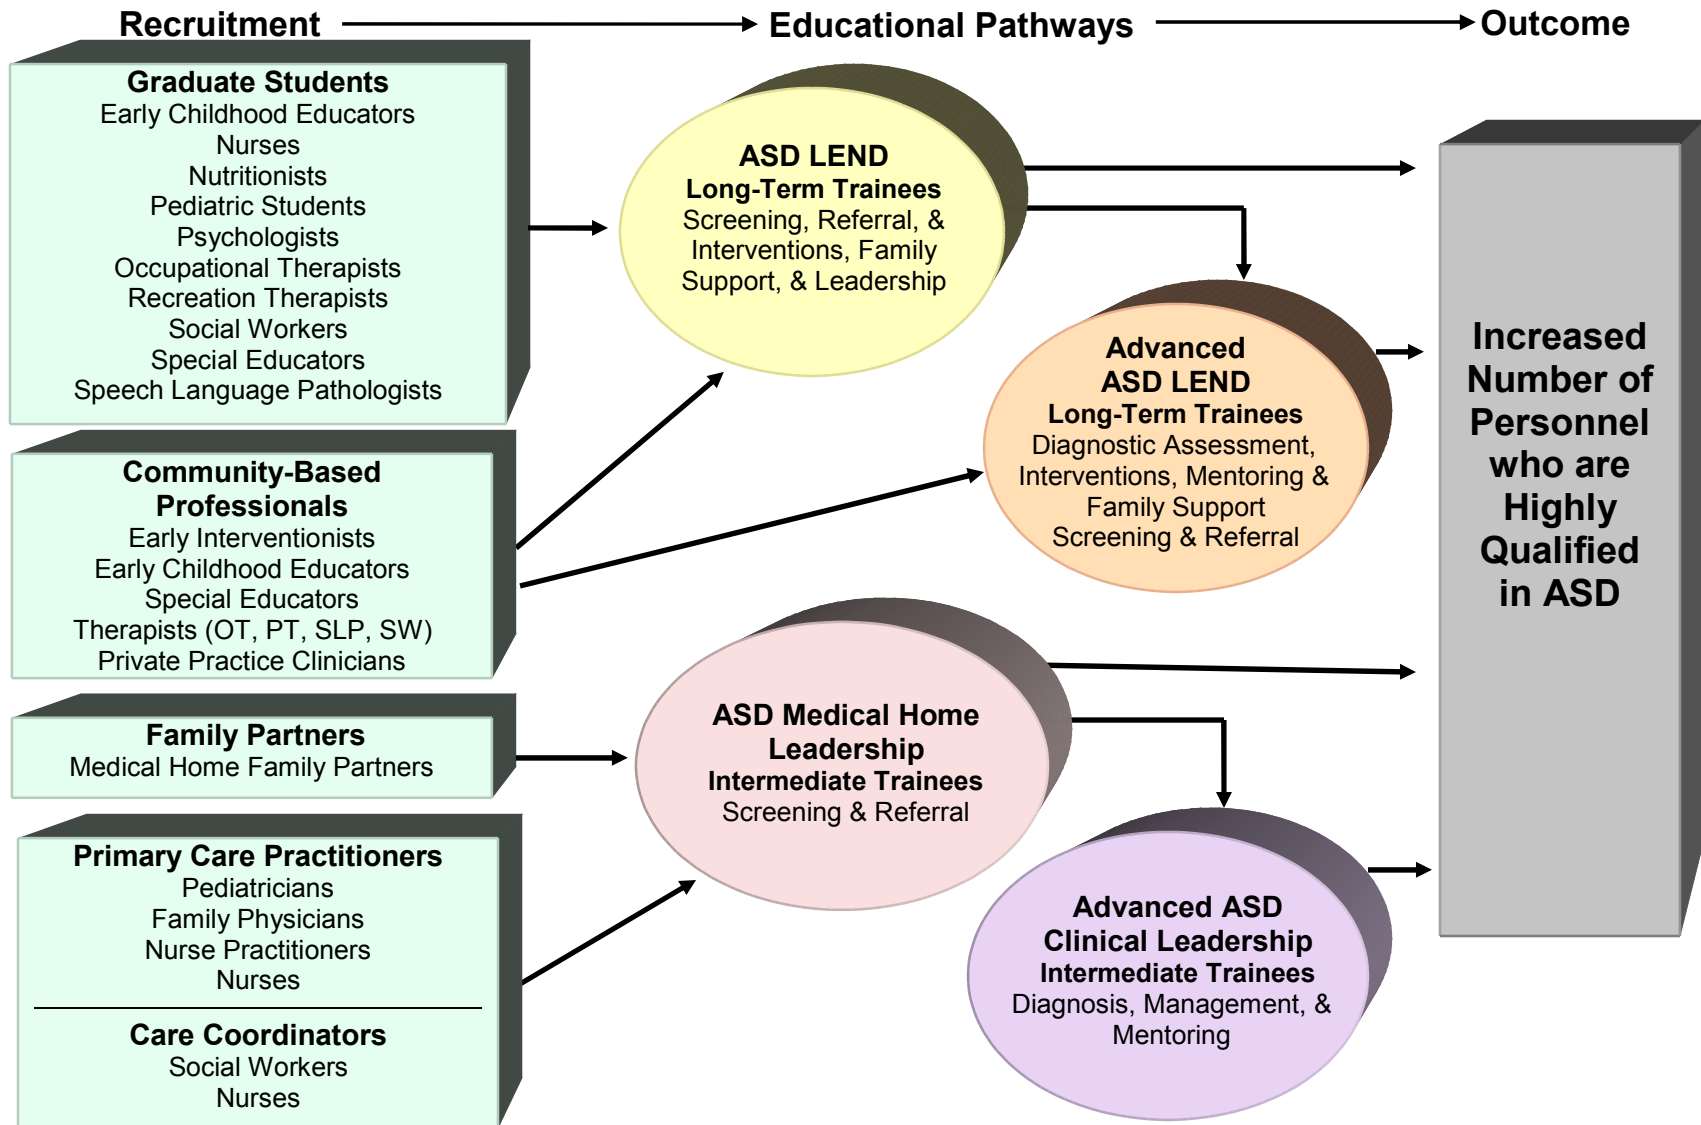 Recruitment
Educational Pathways
Outcome
Graduate Students
Early Childhood Educators
Nurses
Nutritionists
Pediatric Students
Psychologists
Occupational Therapists
Recreation Therapists
Social Workers
Special Educators
Speech Language Pathologists
Community-Based
Professionals
Early Interventionists
Early Childhood Educators
Special Educators
Therapists (OT, PT, SLP, SW)
Private Practice Clinicians
Family Partners
Medical Home Family Partners
Primary Care Practitioners
Pediatricians
Family Physicians
Nurse Practitioners
Nurses
Care Coordinators
Social Workers
Nurses
ASD LEND
Long-Term Trainees
Screening, Referral, &
Interventions, Family
Support, & Leadership
Advanced
ASD LEND
Long-Term Trainees
Diagnostic Assessment,
Interventions, Mentoring &
Family Support
Screening & Referral
ASD Medical Home
Leadership
Intermediate Trainees
Screening & Referral
Advanced ASD
Clinical Leadership
Intermediate Trainees
Diagnosis, Management, &
Mentoring
Increased
Number of
Personnel
who are
Highly
Qualified
in ASD